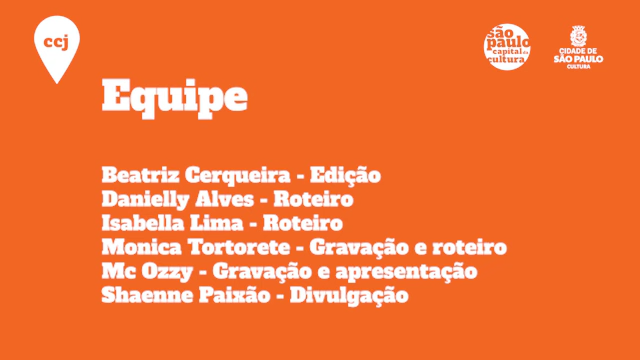 ccj
são
paulo
capital da
cultura
CIDADE DE
SÃO PAULO
CULTURA
Equipe
Beatriz Cerqueira - Edição
Danielly Alves - Roteiro
Isabella Lima - Roteiro
Monica Tortorete - Gravação e roteiro
Mc Ozzy - Gravação e apresentação
Shaenne Paixão - Divulgação